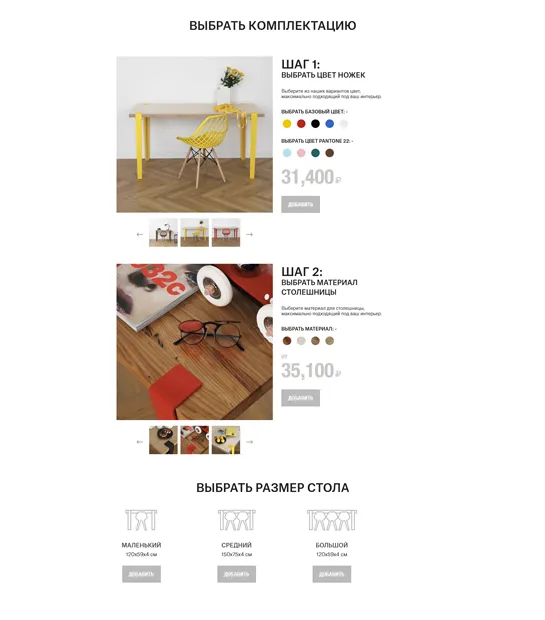 ВЫБРАТЬ КОМПЛЕКТАЦИЮ
ШАГ 1:
ВЫБРАТЬ ЦВЕТ НОЖЕК
Выберите из наших вариантов цвет,
максимально подходящий под ваш интерьер.
ВЫБРАТЬ БАЗОВЫЙ ЦВЕТ: -
ВЫБРАТЬ ЦВЕТ PANTONE 22: -
31,400 ₽
ДОБАВИТЬ
← →
82c
ШАГ 2:
ВЫБРАТЬ МАТЕРИАЛ
СТОЛЕШНИЦЫ
Выберите материал для столешницы,
максимально подходящий под ваш интерьер.
ВЫБРАТЬ МАТЕРИАЛ: -
от
35,100 ₽
ДОБАВИТЬ
← →
ВЫБРАТЬ РАЗМЕР СТОЛА
МАЛЕНЬКИЙ СРЕДНИЙ БОЛЬШОЙ
120x59x4 см 150x75x4 см 120x59x4 см
ДОБАВИТЬ ДОБАВИТЬ ДОБАВИТЬ